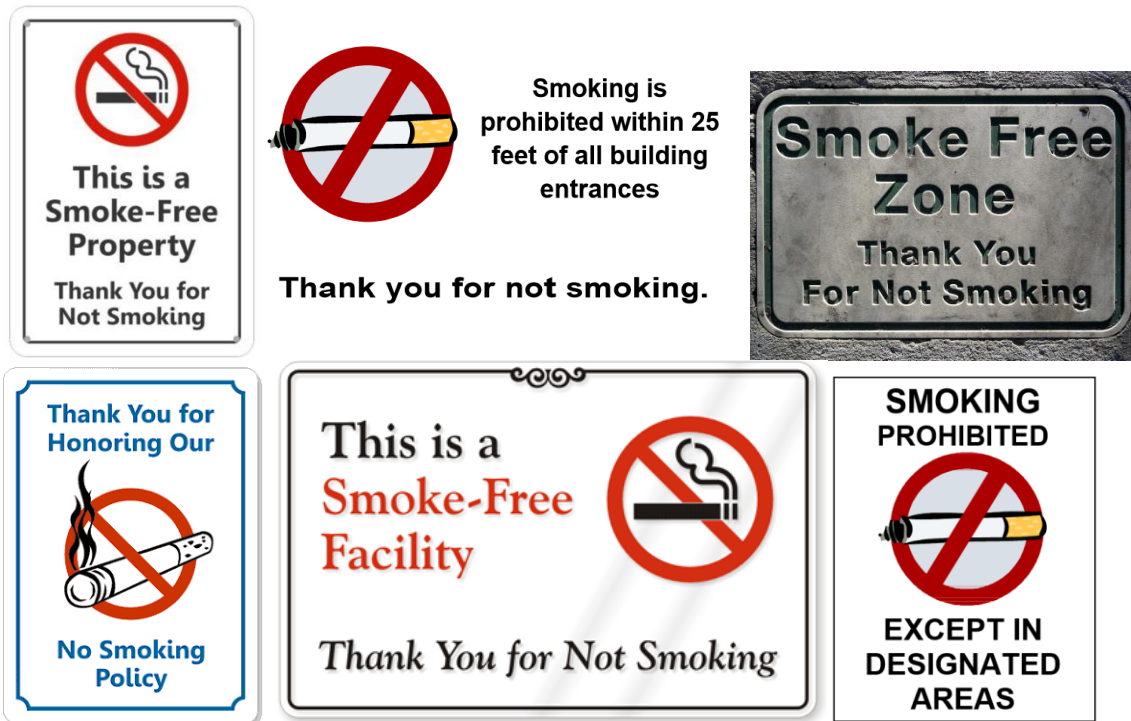 This is a
Smoke-Free
Property
Thank You for
Not Smoking
Smoking is
prohibited within 25
feet of all building
entrances
Thank you for not smoking.
Smoke Free
Zone
Thank You
For Not Smoking
Thank You for
Honoring Our
No Smoking
Policy
This is a
Smoke-Free
Facility
Thank You for Not Smoking
SMOKING
PROHIBITED
EXCEPT IN
DESIGNATED
AREAS